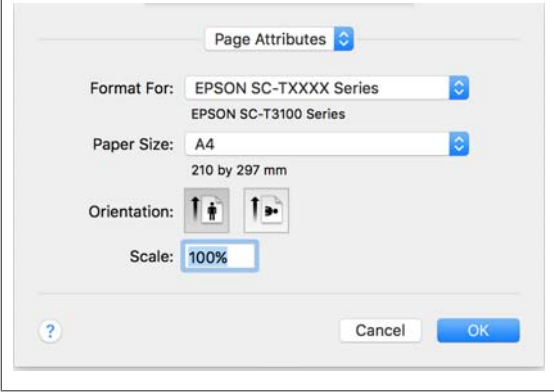 Page Attributes
Format For: EPSON SC-TXXXX Series
EPSON SC-T3100 Series
Paper Size: A4
210 by 297 mm
Orientation:
Scale: 100%
? Cancel OK